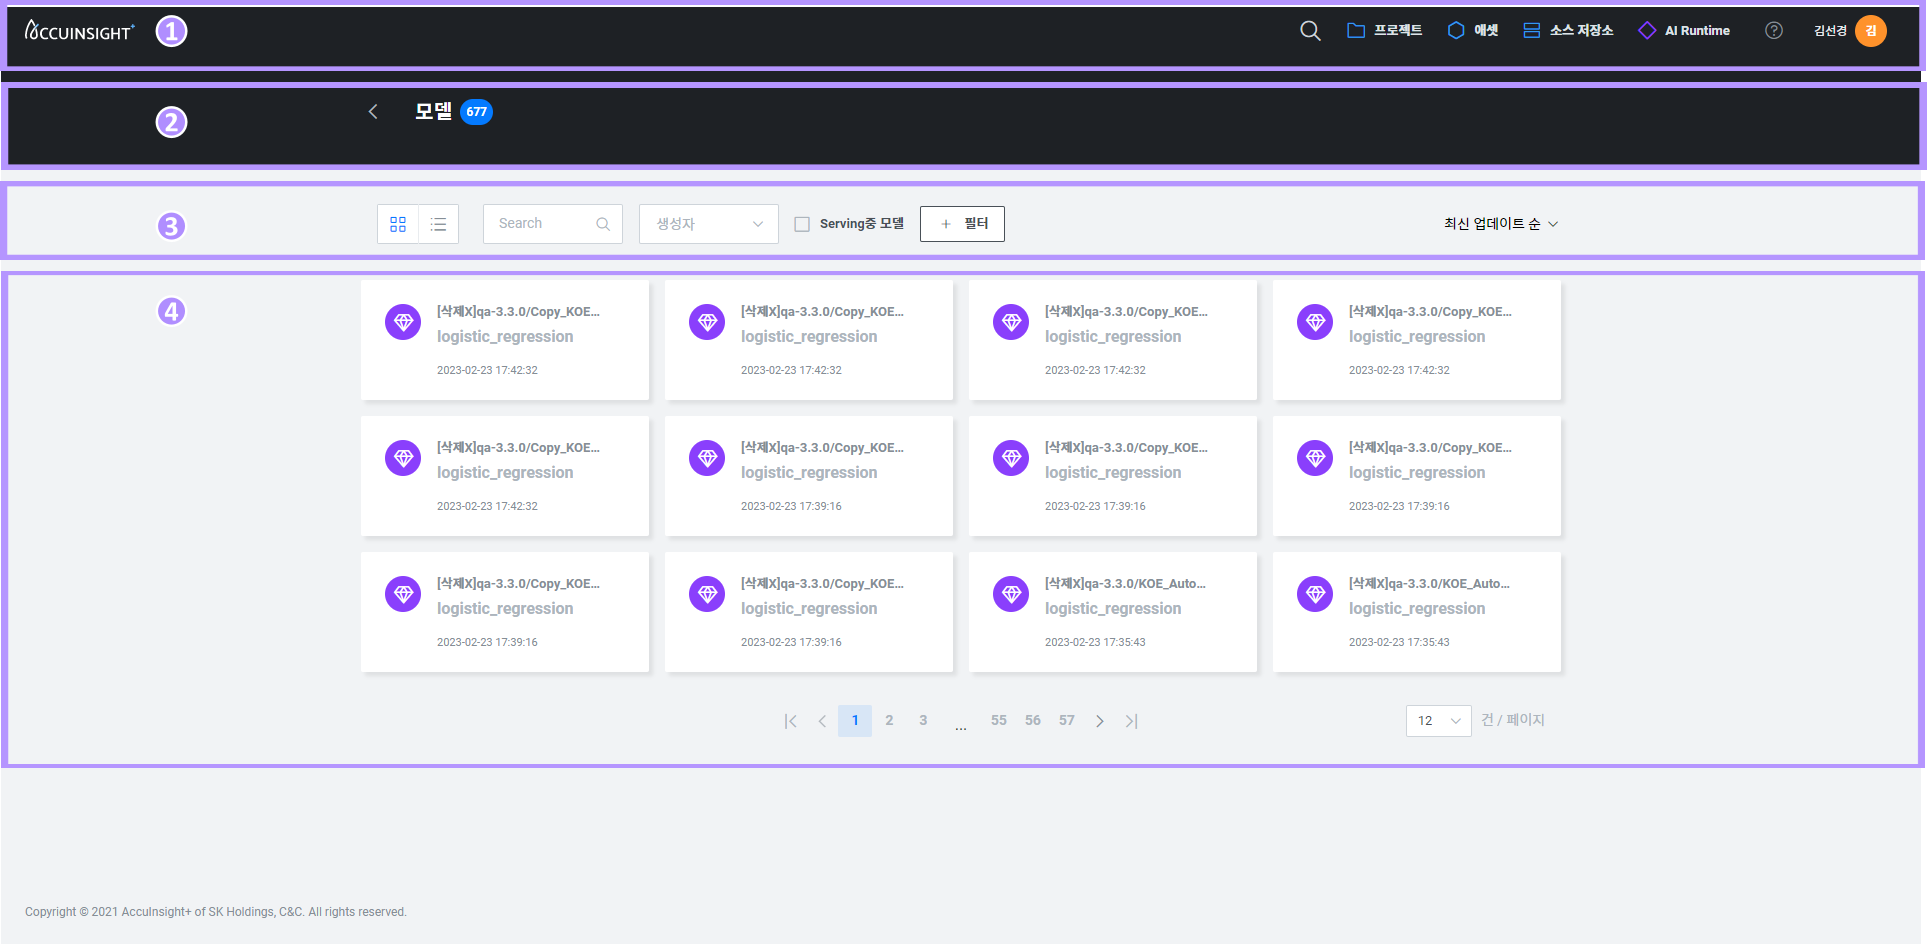 ACCUINSIGHT+ 1 프로젝트 에셋 소스 저장소 AI Runtime ? 김선경 김
2 모델 677
3 Search 생성자 Serving중 모델 + 필터 최신 업데이트 순
4
[삭제X]qa-3.3.0/Copy_KOE... [삭제X]qa-3.3.0/Copy_KOE... [삭제X]qa-3.3.0/Copy_KOE... [삭제X]qa-3.3.0/Copy_KOE...
logistic_regression logistic_regression logistic_regression logistic_regression
2023-02-23 17:42:32 2023-02-23 17:42:32 2023-02-23 17:42:32 2023-02-23 17:42:32
[삭제X]qa-3.3.0/Copy_KOE... [삭제X]qa-3.3.0/Copy_KOE... [삭제X]qa-3.3.0/Copy_KOE... [삭제X]qa-3.3.0/Copy_KOE...
logistic_regression logistic_regression logistic_regression logistic_regression
2023-02-23 17:42:32 2023-02-23 17:39:16 2023-02-23 17:39:16 2023-02-23 17:39:16
[삭제X]qa-3.3.0/Copy_KOE... [삭제X]qa-3.3.0/Copy_KOE... [삭제X]qa-3.3.0/KOE_Auto... [삭제X]qa-3.3.0/KOE_Auto...
logistic_regression logistic_regression logistic_regression logistic_regression
2023-02-23 17:39:16 2023-02-23 17:39:16 2023-02-23 17:35:43 2023-02-23 17:35:43
1 2 3 ... 55 56 57 12 건 / 페이지
Copyright © 2021 AccuInsight+ of SK Holdings, C&C. All rights reserved.